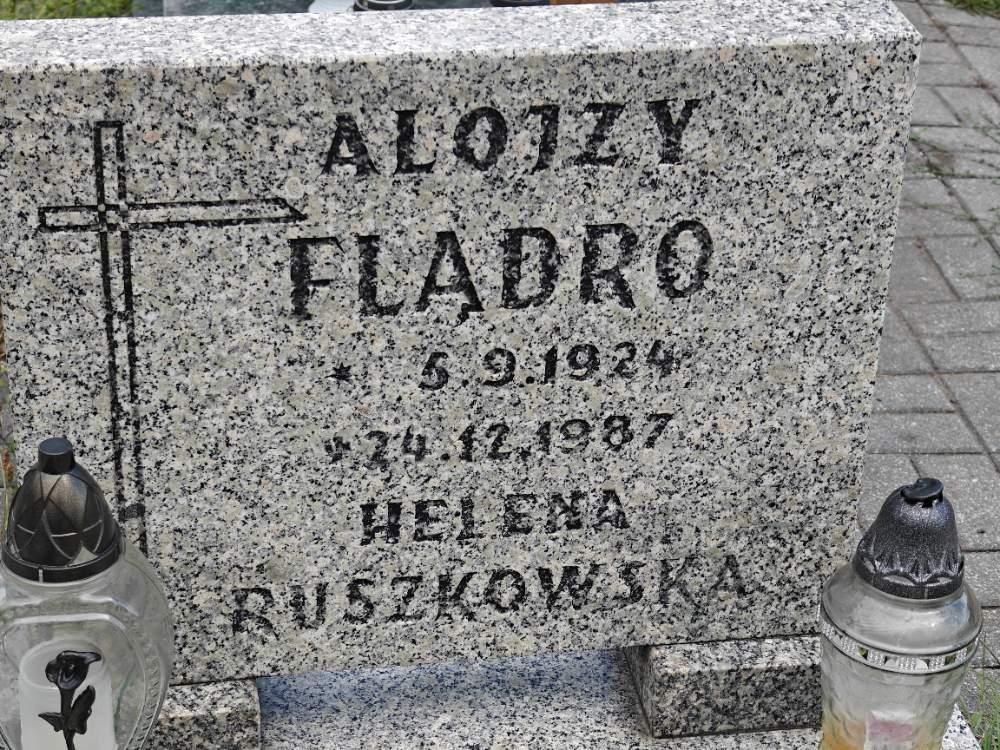 ALOJZY
FLĄDRO
* 5.9.1924
+ 24.12.1987
HELENA
RUSZKOWSKA